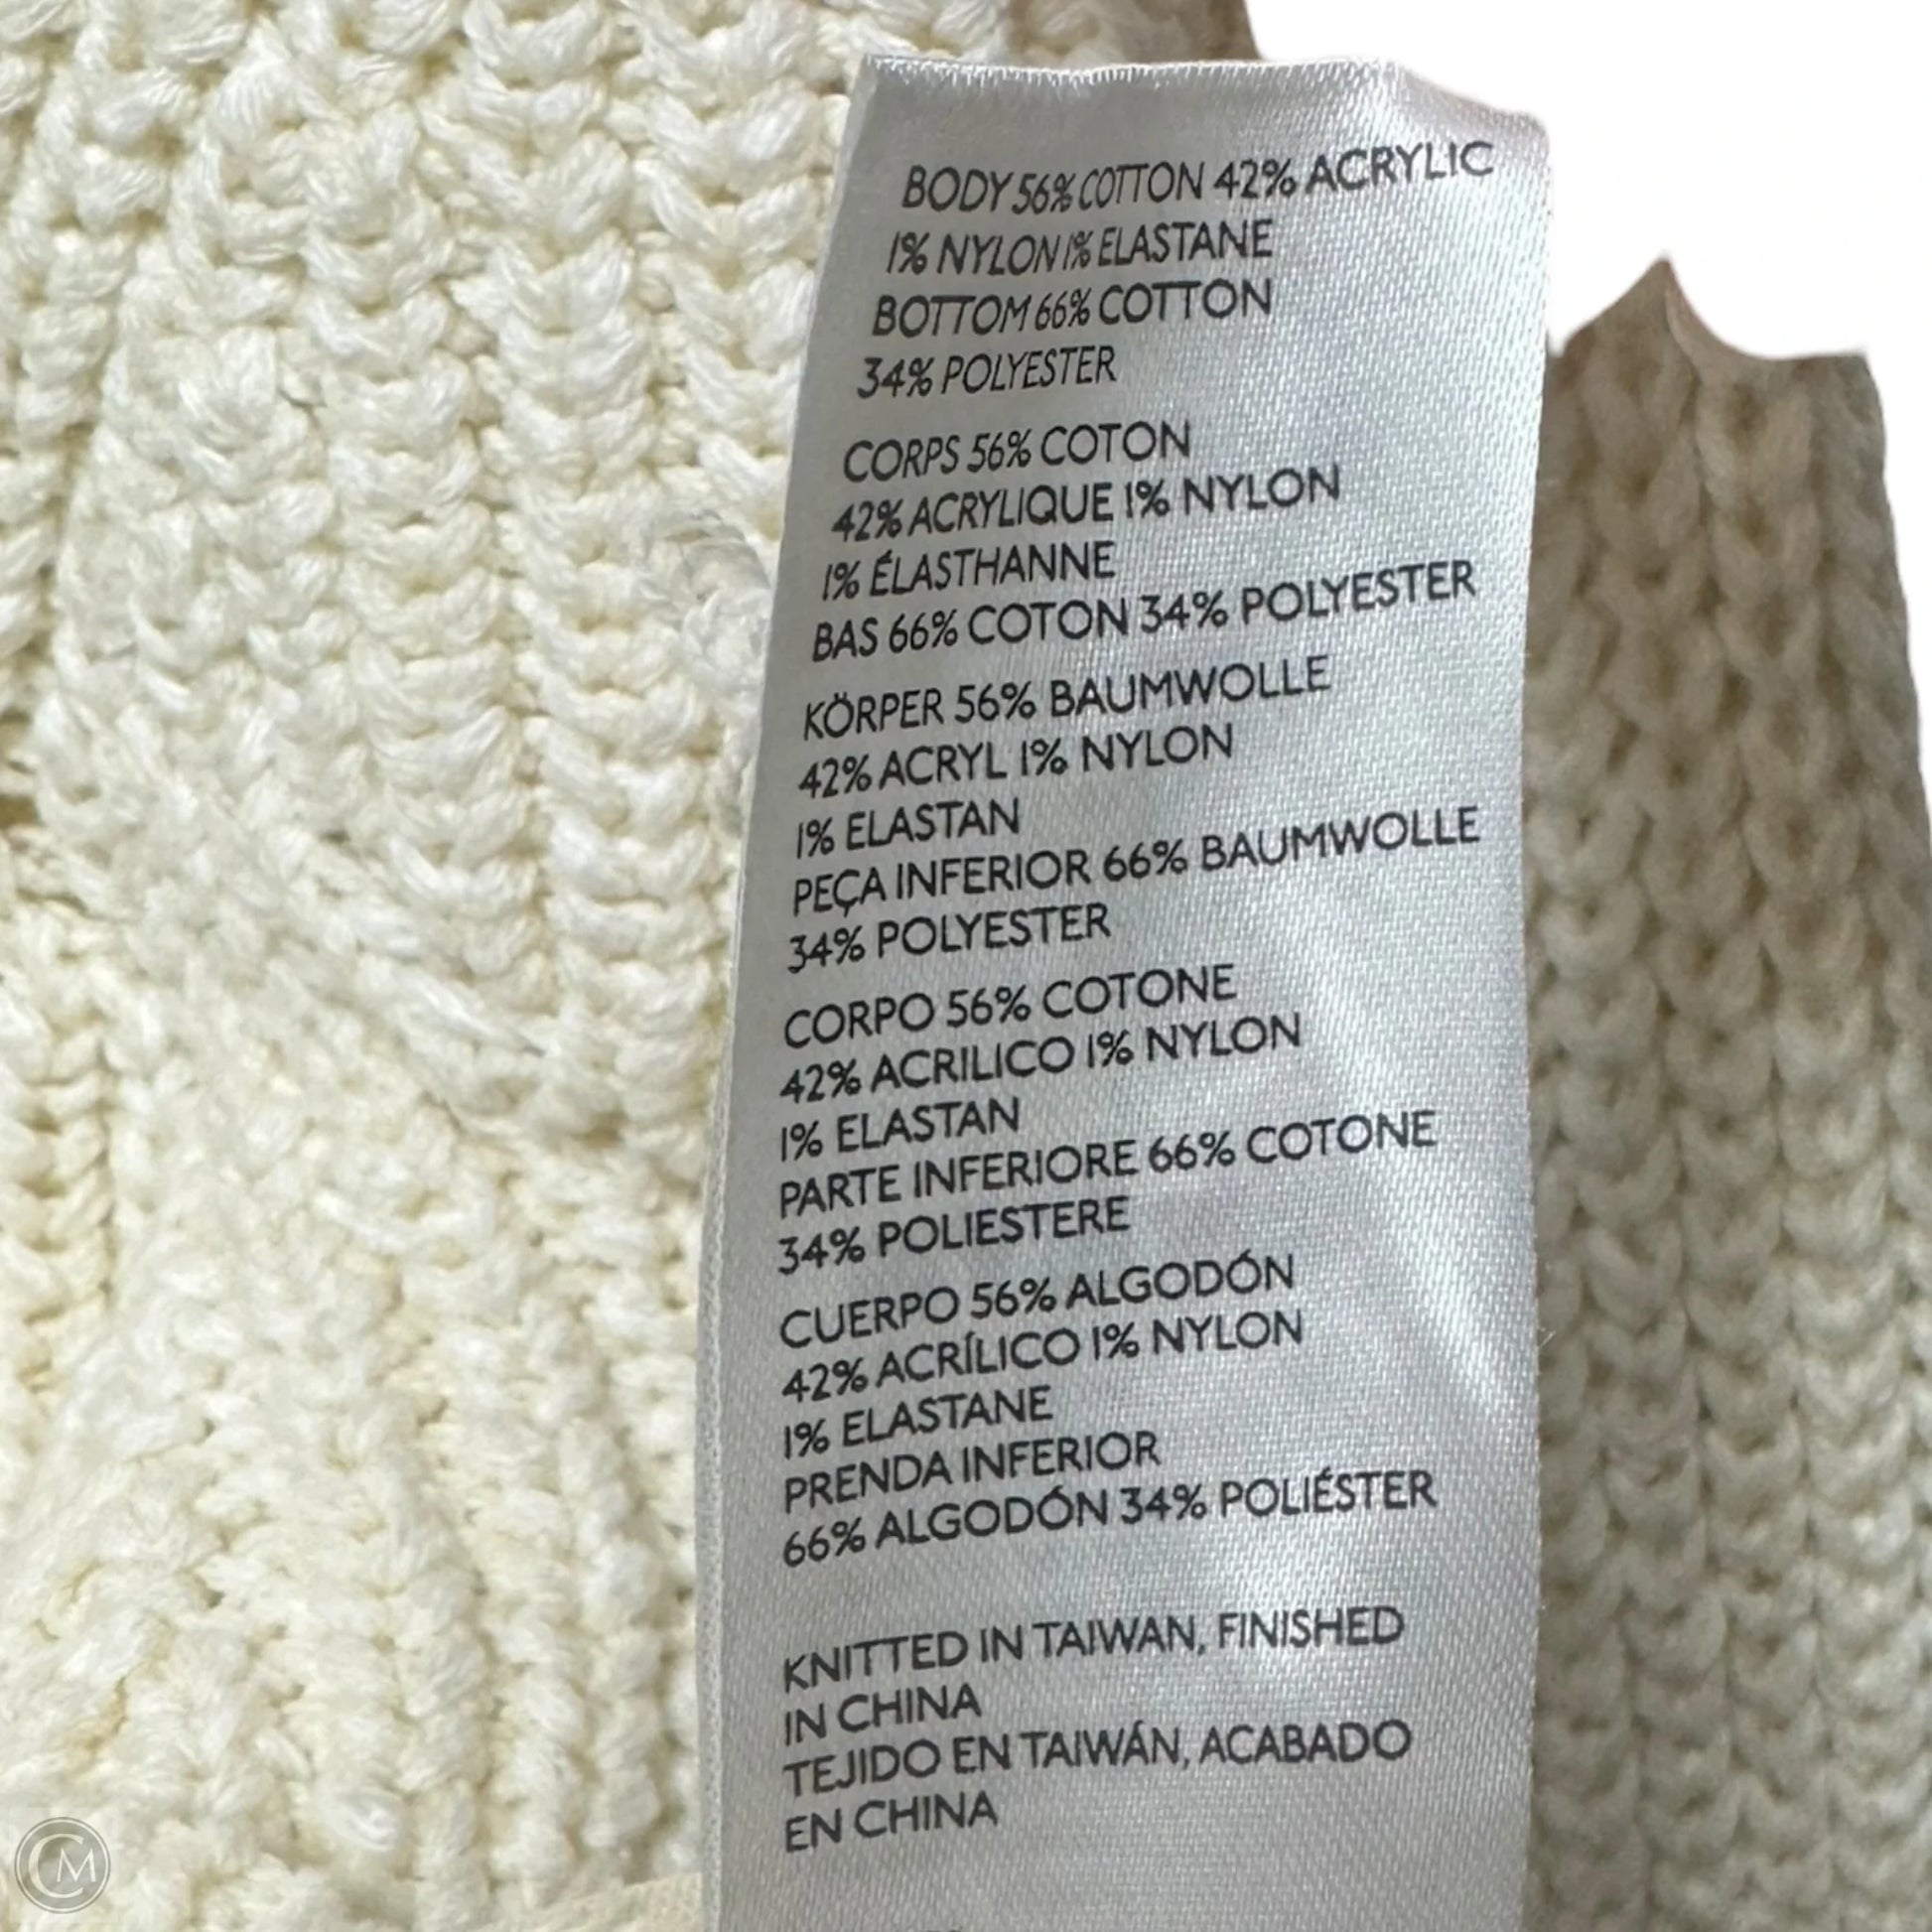 BODY 56% COTTON 42% ACRYLIC
1% NYLON 1% ELASTANE
BOTTOM 66% COTTON
34% POLYESTER
CORPS 56% COTON
42% ACRYLIQUE 1% NYLON
1% ÉLASTHANNE
BAS 66% COTON 34% POLYESTER
KÖRPER 56% BAUMWOLLE
42% ACRYL 1% NYLON
1% ELASTAN
PEÇA INFERIOR 66% BAUMWOLLE
34% POLYESTER
CORPO 56% COTONE
42% ACRILICO 1% NYLON
1% ELASTAN
PARTE INFERIORE 66% COTONE
34% POLIESTERE
CUERPO 56% ALGODÓN
42% ACRÍLICO 1% NYLON
1% ELASTANE
PRENDA INFERIOR
66% ALGODÓN 34% POLIÉSTER
KNITTED IN TAIWAN, FINISHED
IN CHINA
TEJIDO EN TAIWÁN, ACABADO
EN CHINA
CM